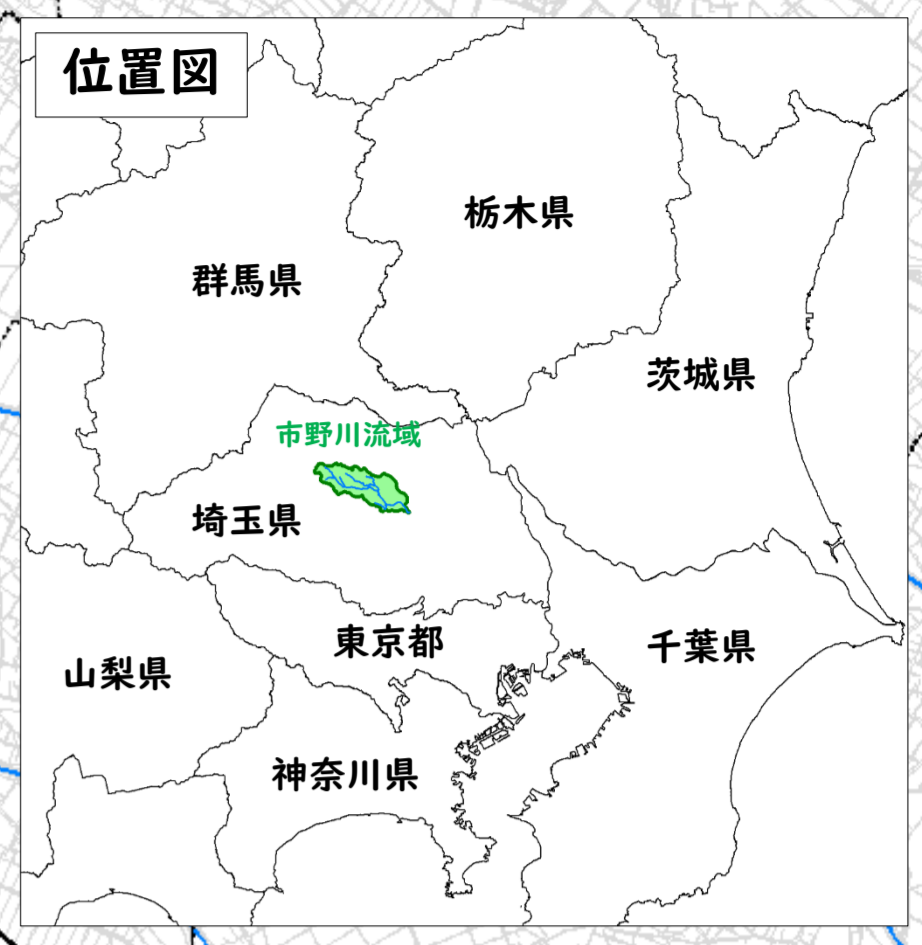 位置図
栃木県
群馬県
茨城県
市野川流域
埼玉県
東京都
千葉県
山梨県
神奈川県